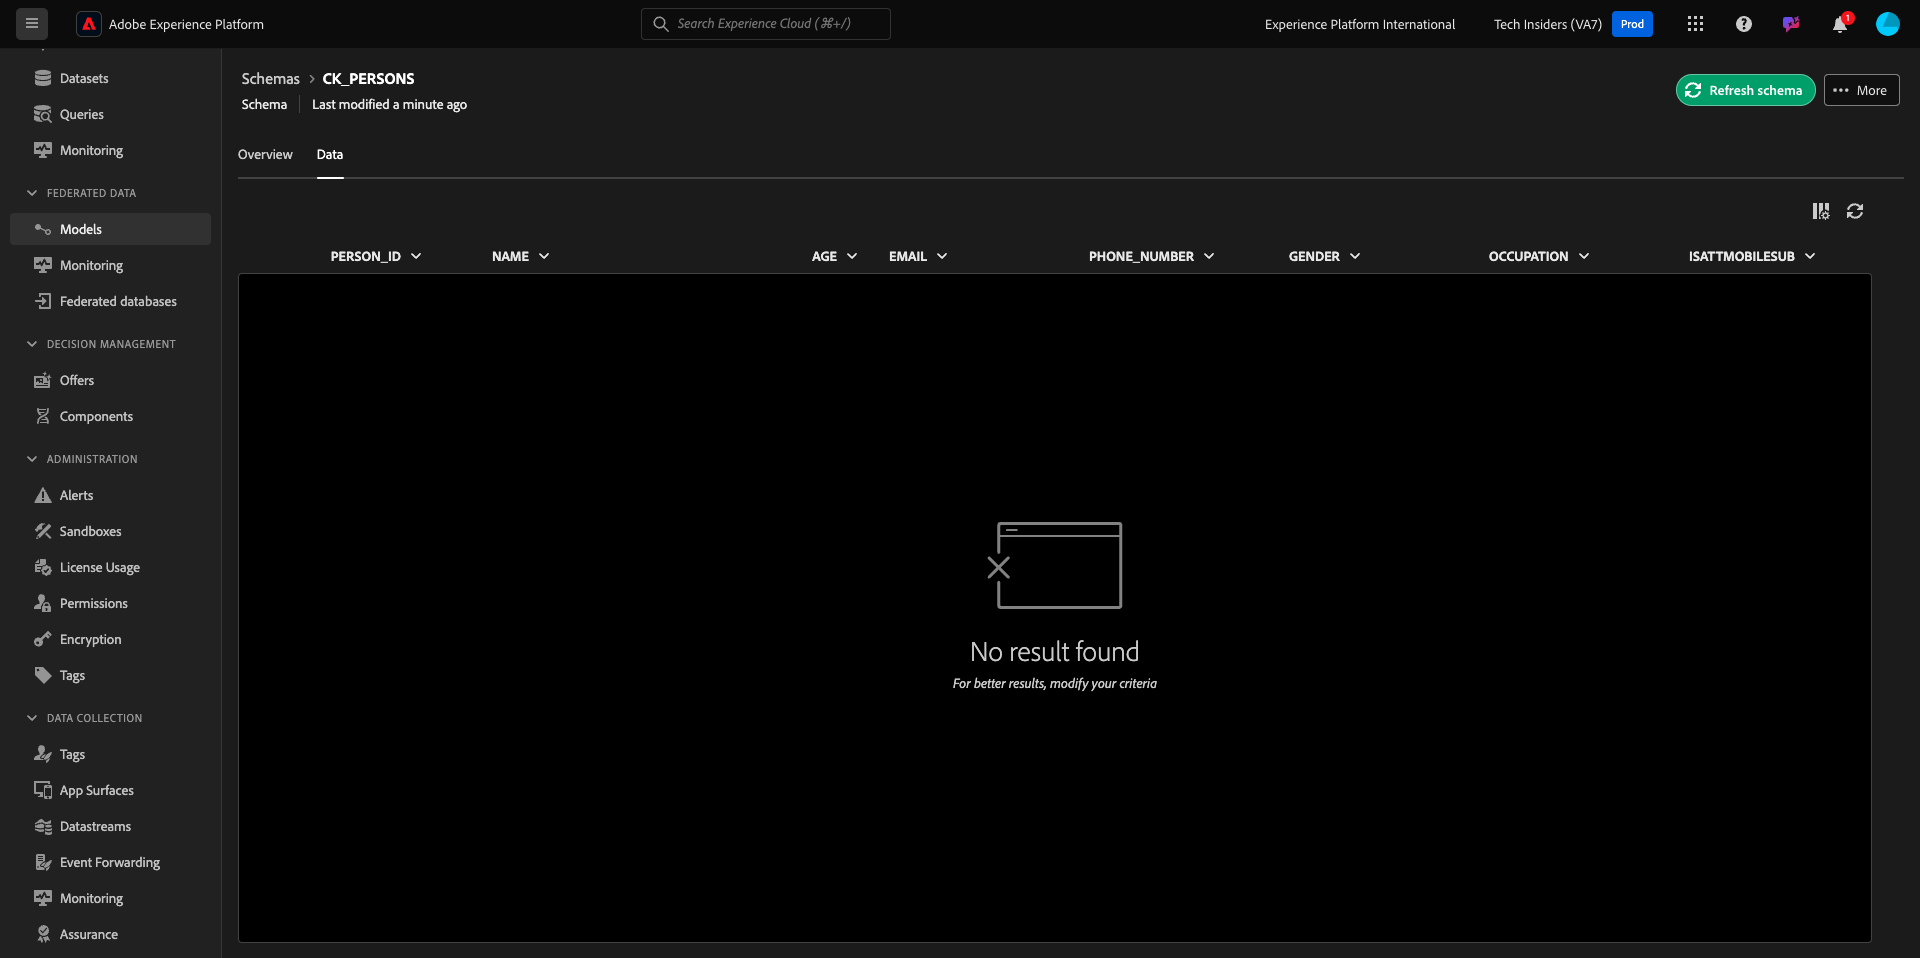 Adobe Experience Platform
Search Experience Cloud (⌘+/)
Experience Platform International
Tech Insiders (VA7)
Prod
1
Datasets
Queries
Monitoring
FEDERATED DATA
Models
Monitoring
Federated databases
DECISION MANAGEMENT
Offers
Components
ADMINISTRATION
Alerts
Sandboxes
License Usage
Permissions
Encryption
Tags
DATA COLLECTION
Tags
App Surfaces
Datastreams
Event Forwarding
Monitoring
Assurance
Schemas > CK_PERSONS
Schema | Last modified a minute ago
Refresh schema
More
Overview
Data
PERSON_ID NAME AGE EMAIL PHONE_NUMBER GENDER OCCUPATION ISATTMOBILESUB
No result found
For better results, modify your criteria